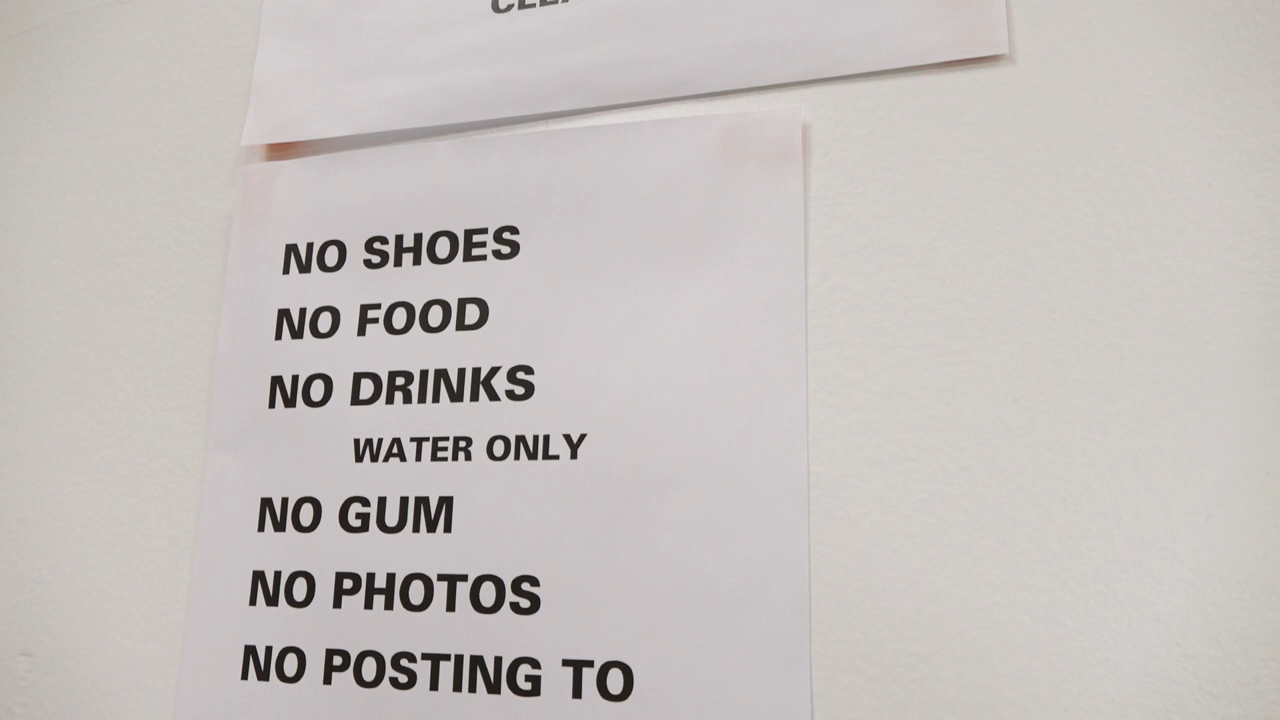 NO SHOES
NO FOOD
NO DRINKS
WATER ONLY
NO GUM
NO PHOTOS
NO POSTING TO